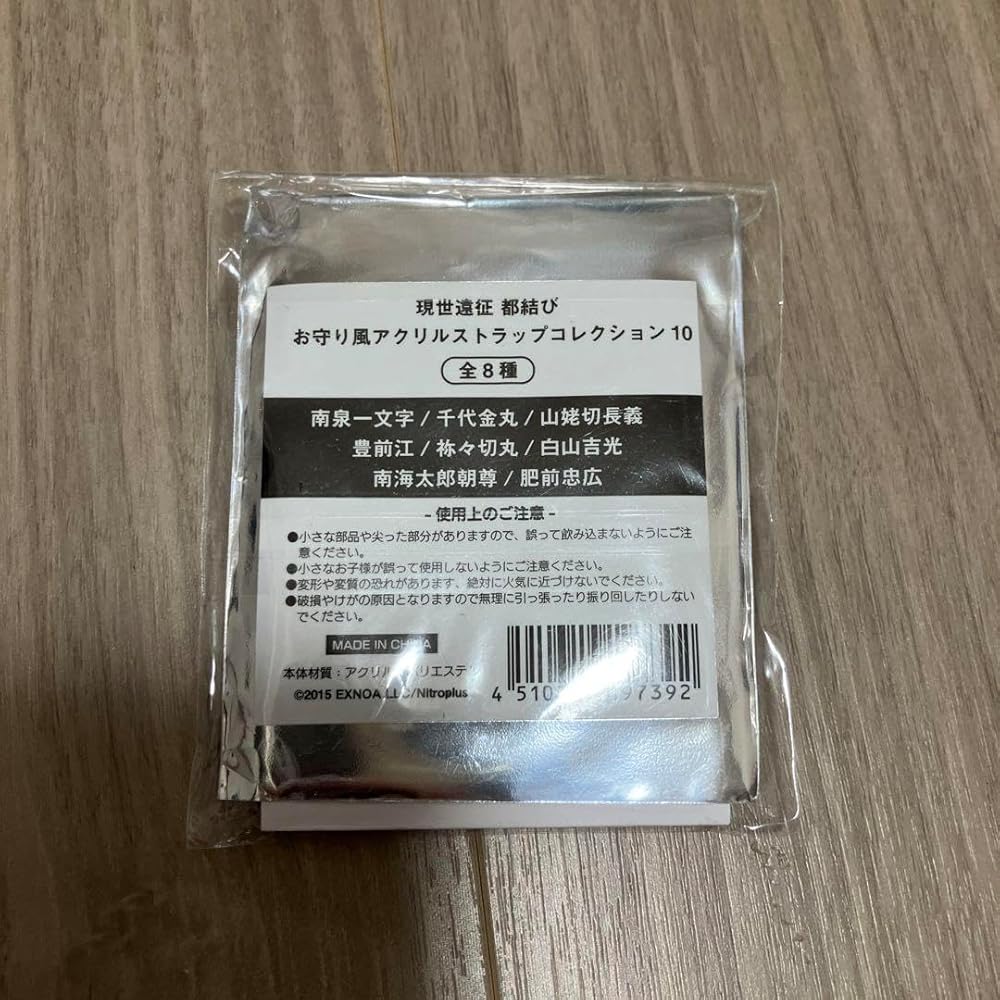 現世遠征 都結び
お守り風アクリルストラップコレクション 10
全8種
南泉一文字 / 千代金丸 / 山姥切長義
豊前江 / 祢々切丸 / 白山吉光
南海太郎朝尊 / 肥前忠広
- 使用上のご注意 -
●小さな部品や尖った部分がありますので、誤って飲み込まないようにご注
意ください。
●小さなお子様が誤って使用しないようにご注意ください。
●変形や変質の恐れがあります、絶対に火気に近づけないでください。
●破損やけがの原因となりますので無理に引っ張ったり振り回したりしない
でください。
MADE IN CHINA
本体材質：アクリル
©2015 EXNOA LLC/Nitroplus
4 510 97392